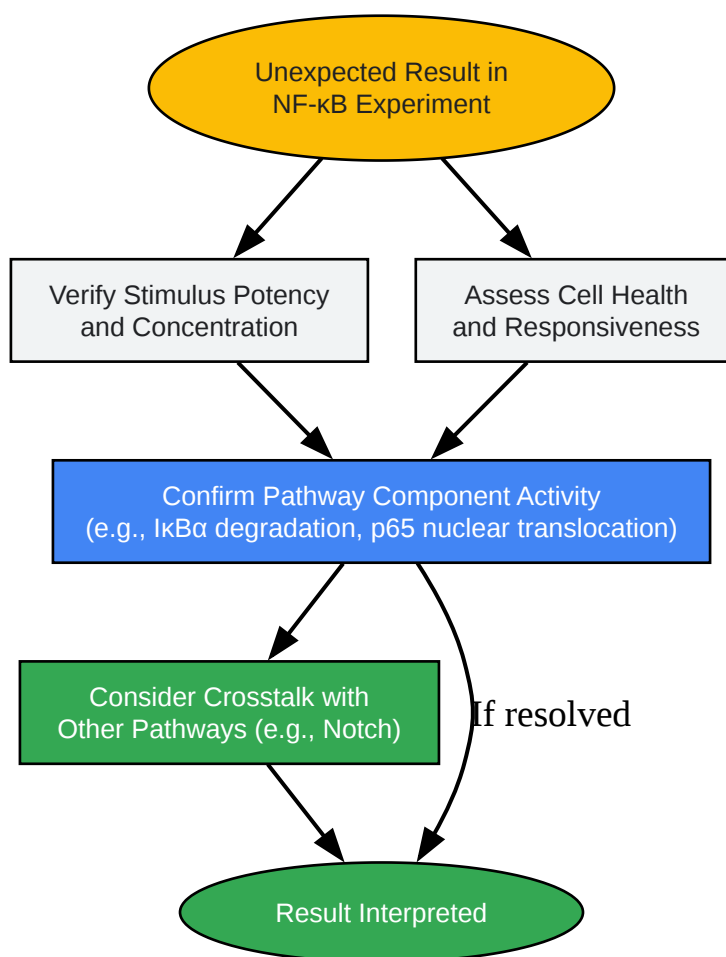 Unexpected Result in
NF-κB Experiment
Verify Stimulus Potency
and Concentration
Assess Cell Health
and Responsiveness
Confirm Pathway Component Activity
(e.g., IκBα degradation, p65 nuclear translocation)
Consider Crosstalk with
Other Pathways (e.g., Notch)
If resolved
Result Interpreted